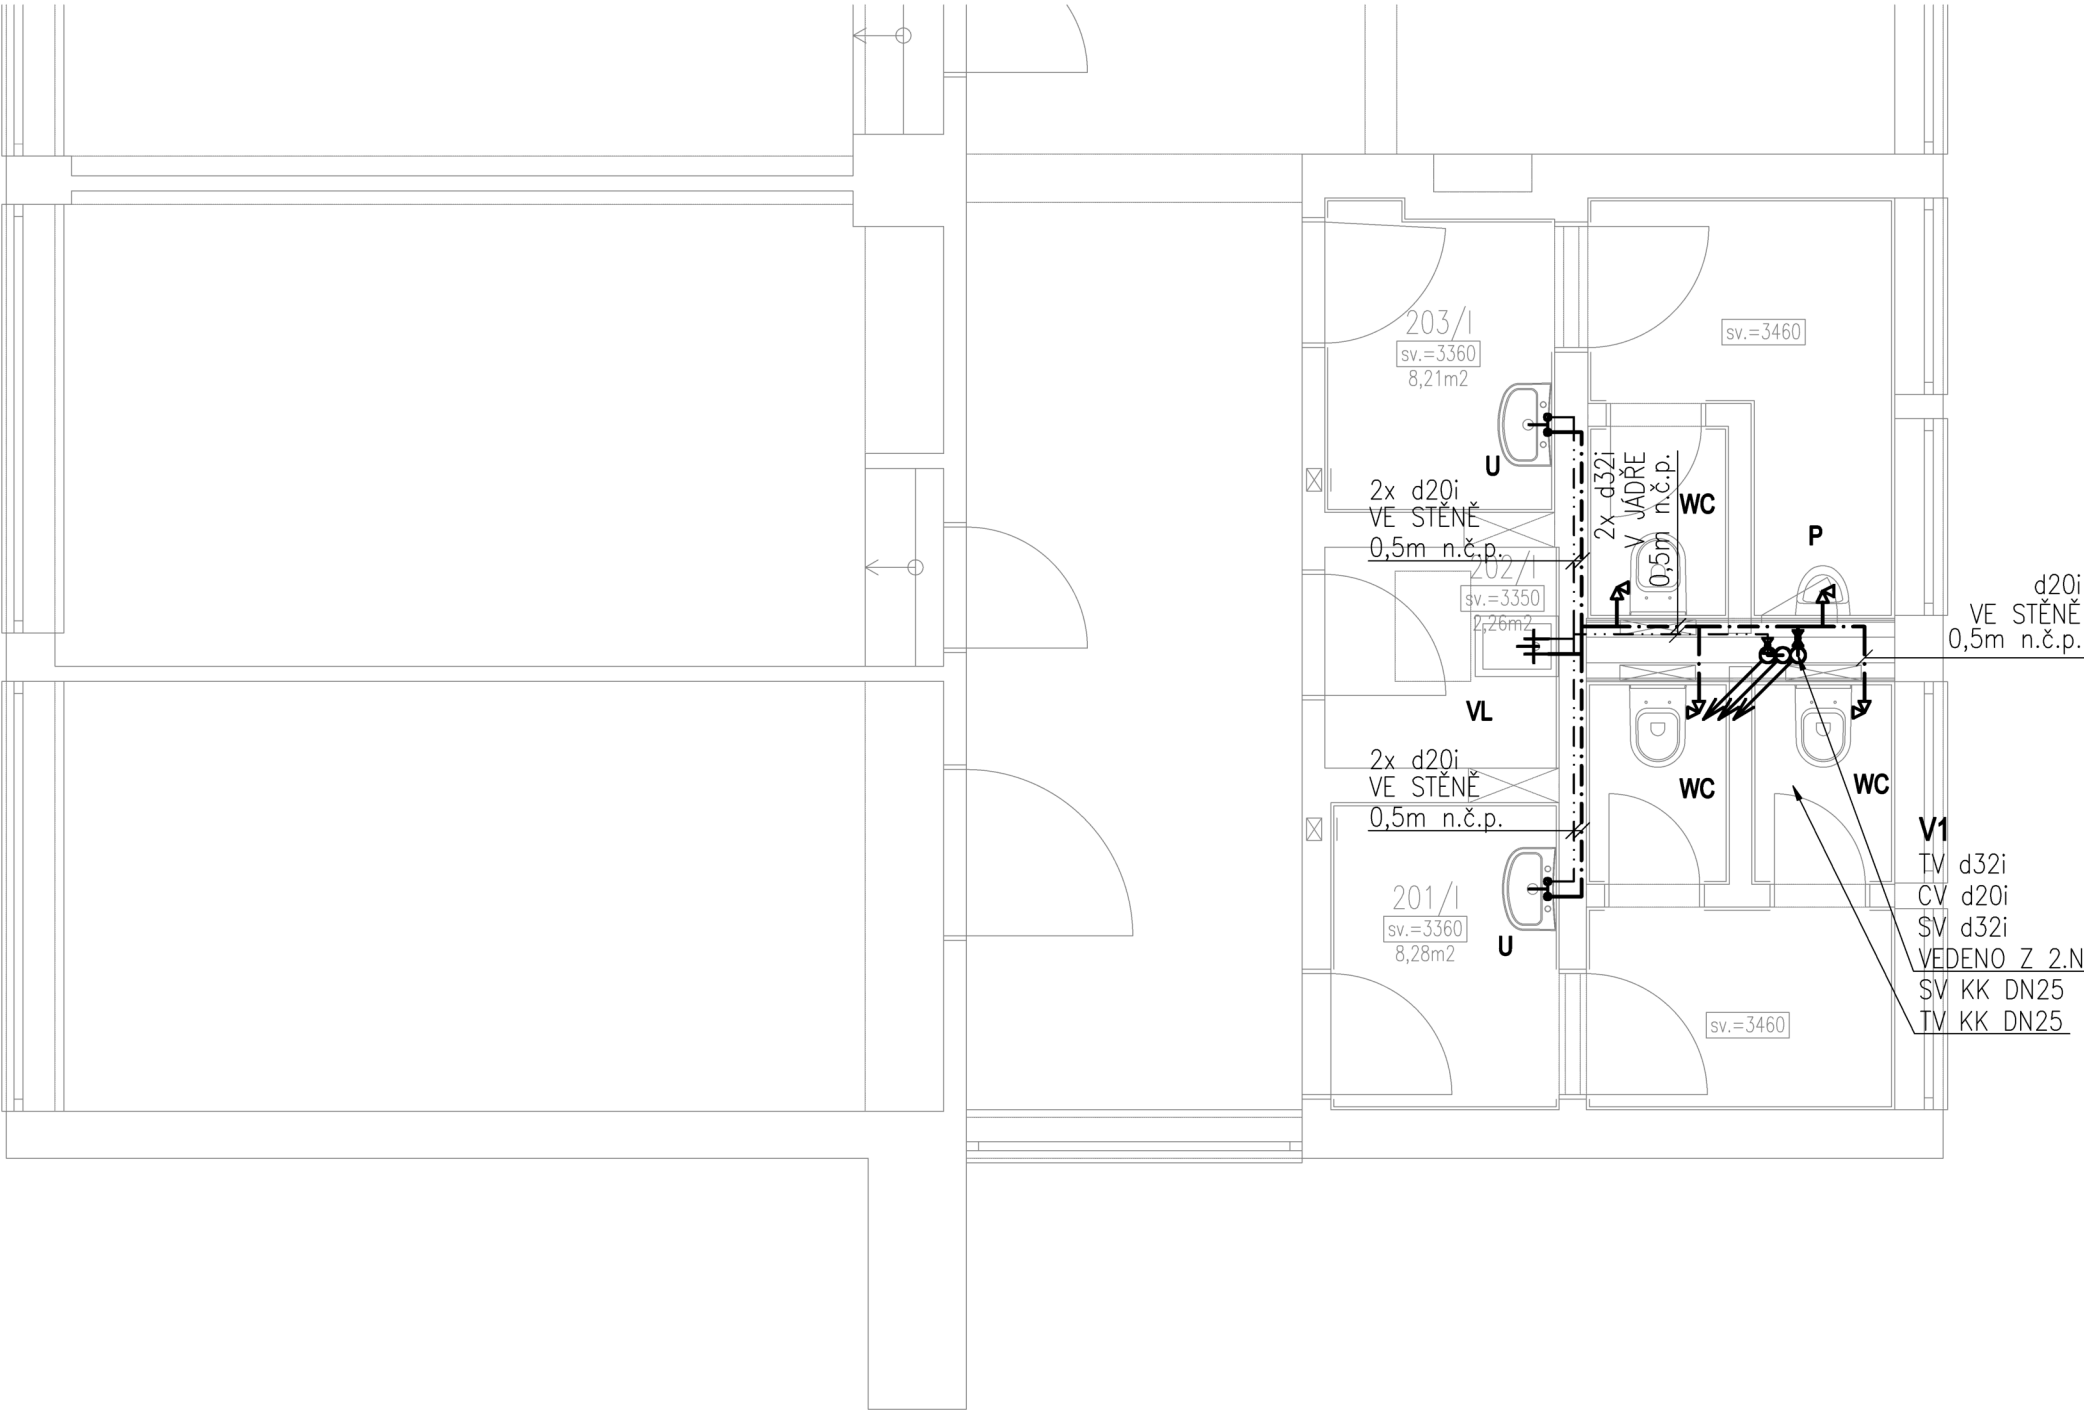 203/I
sv.=3360
8,21m2
sv.=3460
U
2x d20i
VE STĚNĚ
0,5m n.č.p.
2x d32i
V JÁDŘE
0,5m n.č.p.
WC
P
202/I
sv.=3350
2,26m2
d20i
VE STĚNĚ
0,5m n.č.p.
VL
2x d20i
VE STĚNĚ
0,5m n.č.p.
WC
WC
201/I
sv.=3360
8,28m2
U
V1
TV d32i
CV d20i
SV d32i
VEDENO Z 2.N
SV KK DN25
TV KK DN25
sv.=3460